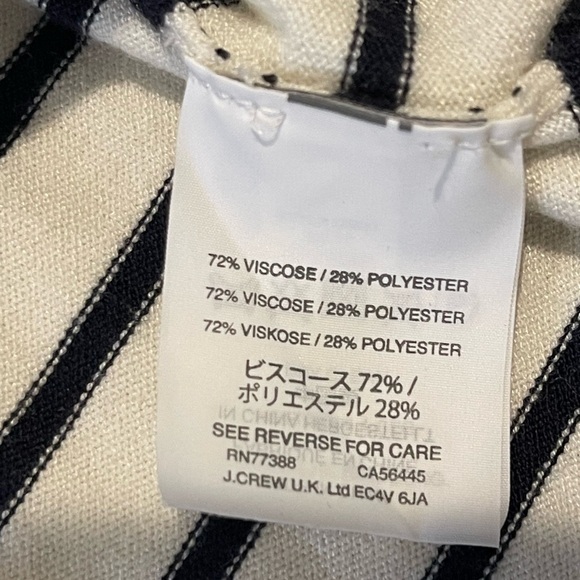 72% VISCOSE / 28% POLYESTER
72% VISCOSE / 28% POLYESTER
72% VISKOSE / 28% POLYESTER
ビスコース 72% /
ポリエステル 28%
SEE REVERSE FOR CARE
RN77388 CA56445
J.CREW U.K. Ltd EC4V 6JA